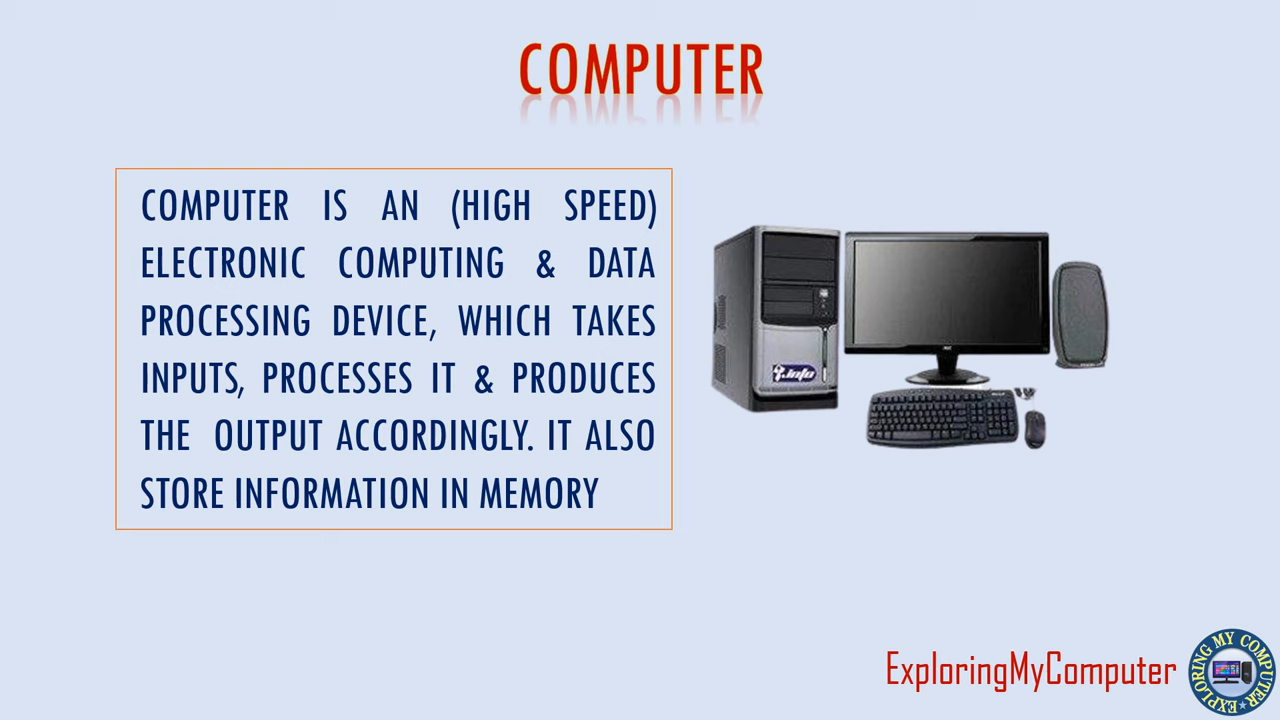 COMPUTER
COMPUTER IS AN (HIGH SPEED)
ELECTRONIC COMPUTING & DATA
PROCESSING DEVICE, WHICH TAKES
INPUTS, PROCESSES IT & PRODUCES
THE OUTPUT ACCORDINGLY. IT ALSO
STORE INFORMATION IN MEMORY
ExploringMyComputer
EXPLORING MY COMPUTER